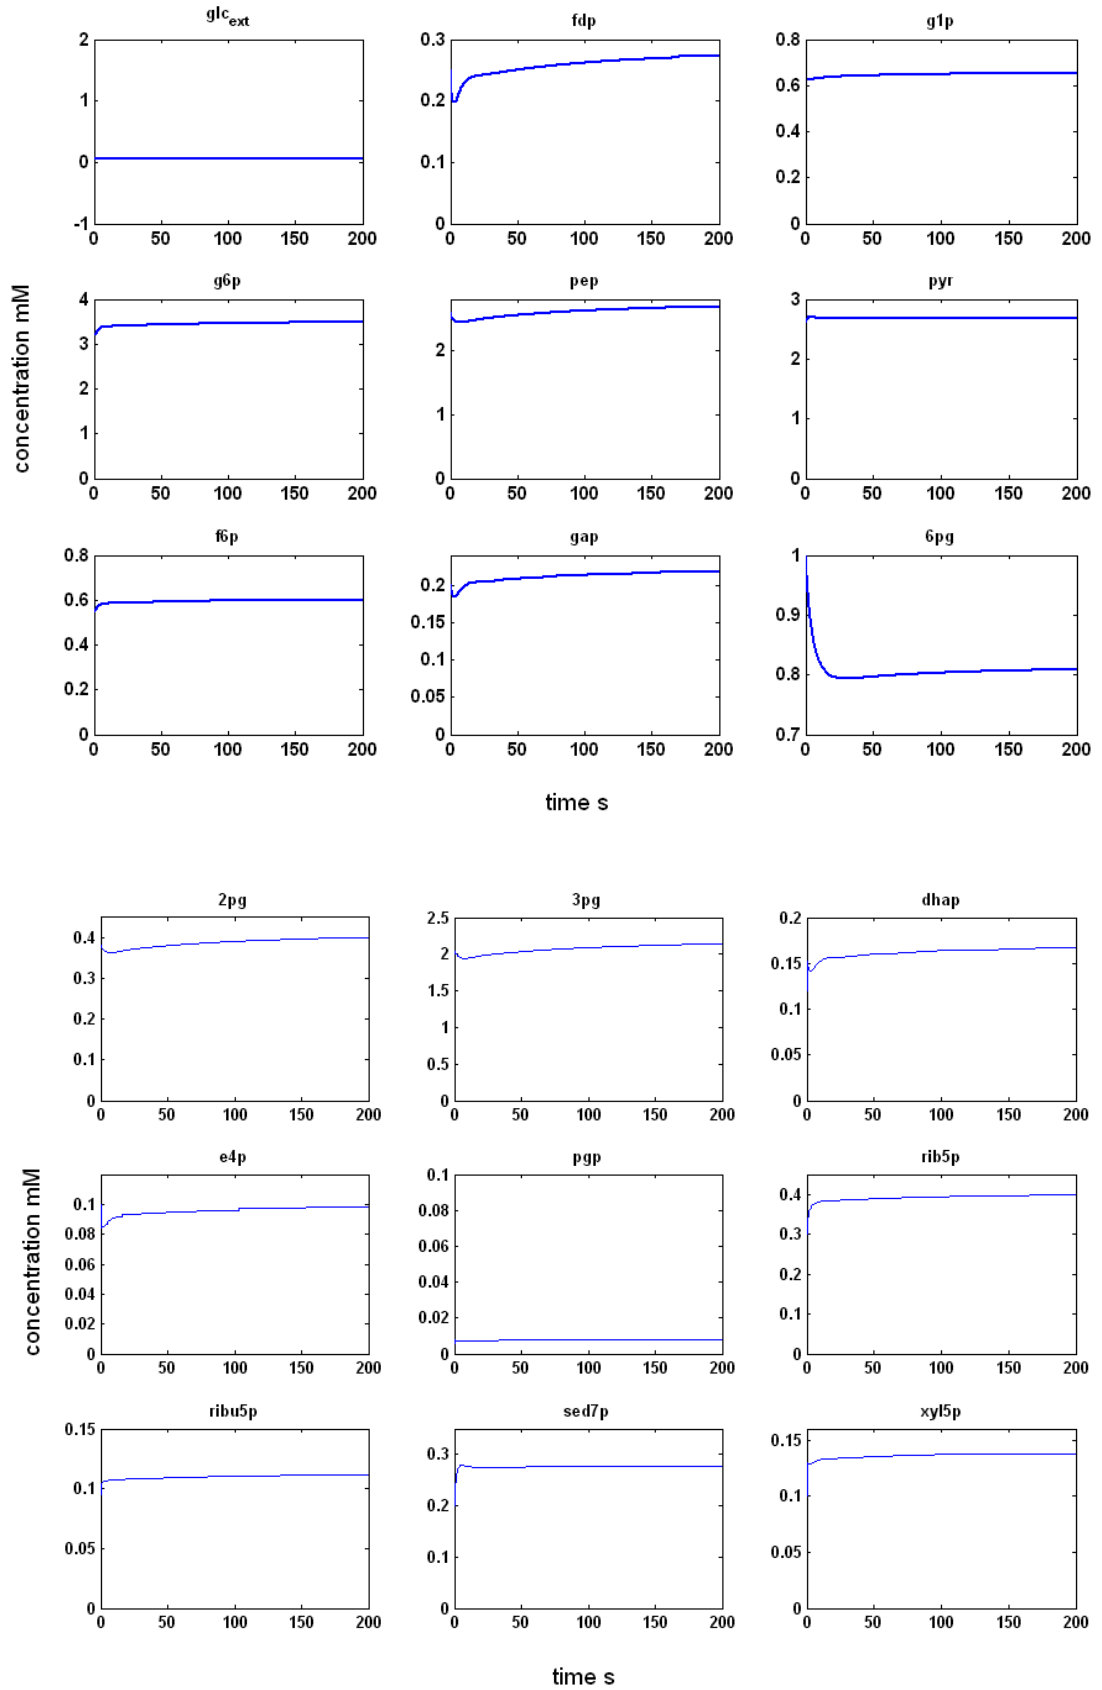 glc_ext fdp g1p
2 0.3 0.8
1 0.2 0.6
0 0.1 0.4
-1 0 0.2
0
0 50 100 150 200 0 50 100 150 200 0 50 100 150 200
g6p pep pyr
4 2 3
3 1 2
2 0 1
1 0
0
0 50 100 150 200 0 50 100 150 200 0 50 100 150 200
f6p gap 6pg
0.8 0.2 1
0.6 0.15 0.9
0.4 0.1 0.8
0.2 0.05 0.7
0 0
0 50 100 150 200 0 50 100 150 200 0 50 100 150 200
concentration mM
time s
2pg 3pg dhap
0.4 2.5 0.2
0.3 2 0.15
0.2 1.5 0.1
0.1 1 0.05
0 0.5 0
0
0 50 100 150 200 0 50 100 150 200 0 50 100 150 200
e4p pgp rib5p
0.1 0.1 0.4
0.08 0.08 0.3
0.06 0.06 0.2
0.04 0.04 0.1
0.02 0.02 0
0 0
0 50 100 150 200 0 50 100 150 200 0 50 100 150 200
ribu5p sed7p xyl5p
0.15 0.3 0.15
0.1 0.2 0.1
0.05 0.1 0.05
0 0 0
0 50 100 150 200 0 50 100 150 200 0 50 100 150 200
concentration mM
time s